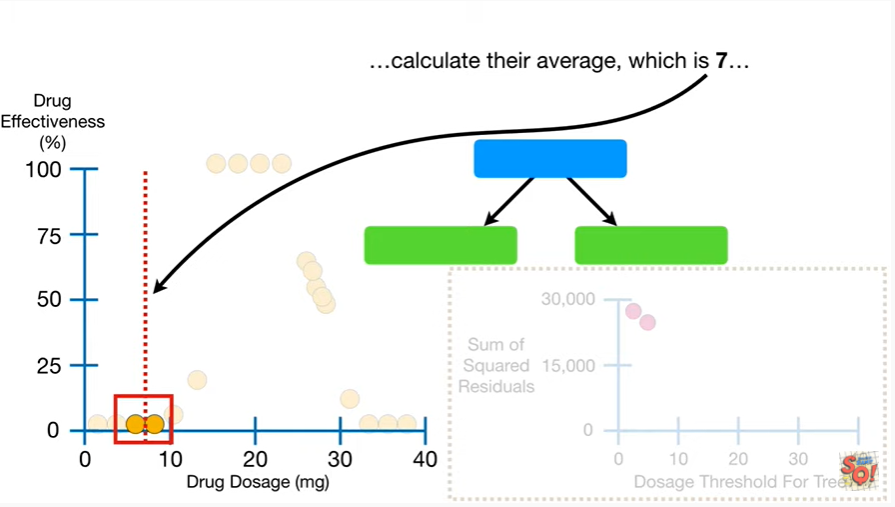 …calculate their average, which is 7…
Drug
Effectiveness
(%)
100
75
50
25
0
0 10 20 30 40
Drug Dosage (mg)
30,000
Sum of
Squared
Residuals
15,000
0
0 10 20 30
Dosage Threshold For Tree
SQ!